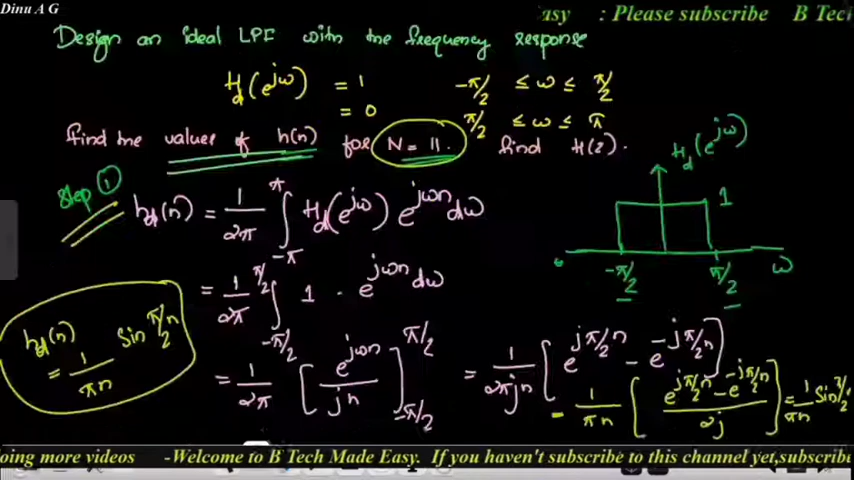 Dinu A G
asy : Please subscribe B Tech
Design an ideal LPF with the frequency response
H_d(e^{jω}) = 1 -π/2 ≤ ω ≤ π/2
= 0 π/2 ≤ ω ≤ π
find the values of h(n) for N = 11. find H(z).
Step ①
h_d(n) = 1/2π ∫_{-π}^{π} H_d(e^{jω}) e^{jωn} dω
= 1/2π ∫_{-π/2}^{π/2} 1 · e^{jωn} dω
= 1/2π [e^{jωn}/jn]_{-π/2}^{π/2} = 1/2πjn [e^{jπ/2 n} - e^{-jπ/2 n}]
= 1/πn [e^{jπ/2 n} - e^{-jπ/2 n}/2j] = 1/πn Sin π/2
h_d(n) = 1/πn Sin π/2 n
H_d(e^{jω})
1
-π/2 π/2 ω
oing more videos -Welcome to B Tech Made Easy. If you haven't subscribed to this channel yet,subscribe